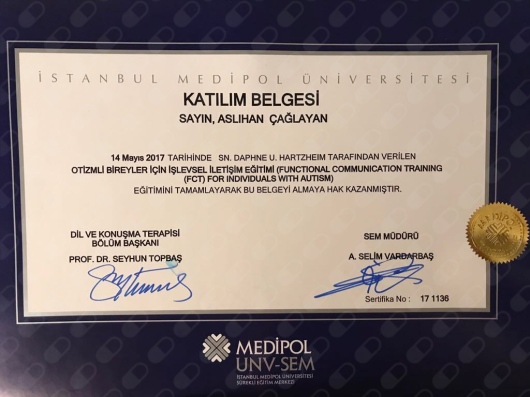 İSTANBUL MEDİPOL ÜNİVERSİTESİ
KATILIM BELGESİ
SAYIN, ASLIHAN ÇAĞLAYAN
14 Mayıs 2017 TARİHİNDE SN. DAPHNE U. HARTZHEIM TARAFINDAN VERİLEN
OTİZMLİ BİREYLER İÇİN İŞLEVSEL İLETİŞİM EĞİTİMİ (FUNCTIONAL COMMUNICATION TRAINING
(FCT) FOR INDIVIDUALS WITH AUTISM)
EĞİTİMİNİ TAMAMLAYARAK BU BELGEYİ ALMAYA HAK KAZANMIŞTIR.
DİL VE KONUŞMA TERAPİSİ
BÖLÜM BAŞKANI
PROF. DR. SEYHUN TOPBAŞ
SEM MÜDÜRÜ
A. SELİM VARDARBAŞ
Sertifika No : 17 1136
MEDİPOL
MEDİPOL
UNV-SEM
İSTANBUL MEDİPOL ÜNİVERSİTESİ
SÜREKLİ EĞİTİM MERKEZİ